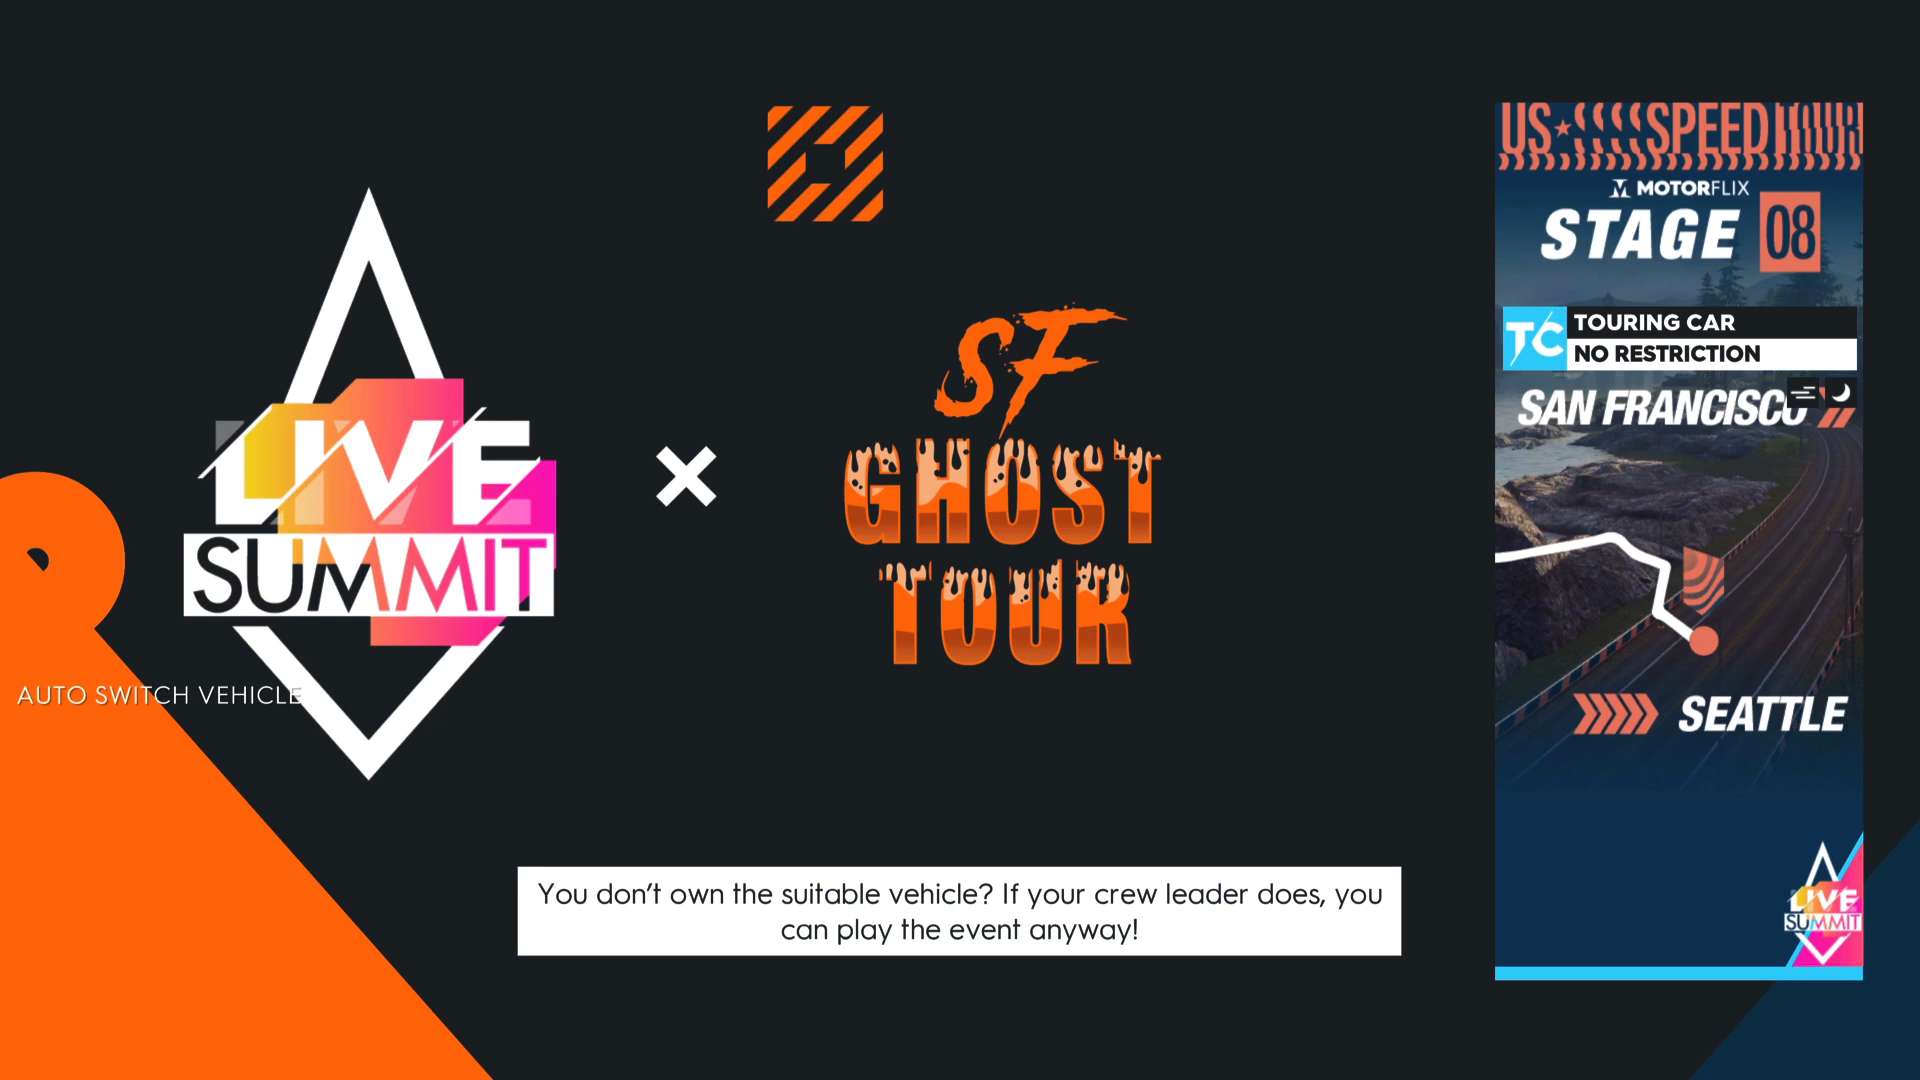 LIVE
SUMMIT
AUTO SWITCH VEHICLE
SF
GHOST
TOUR
You don't own the suitable vehicle? If your crew leader does, you
can play the event anyway!
US SPEED TOUR
MOTORFLIX
STAGE 08
TC
TOURING CAR
NO RESTRICTION
SAN FRANCISCO
SEATTLE
LIVE
SUMMIT